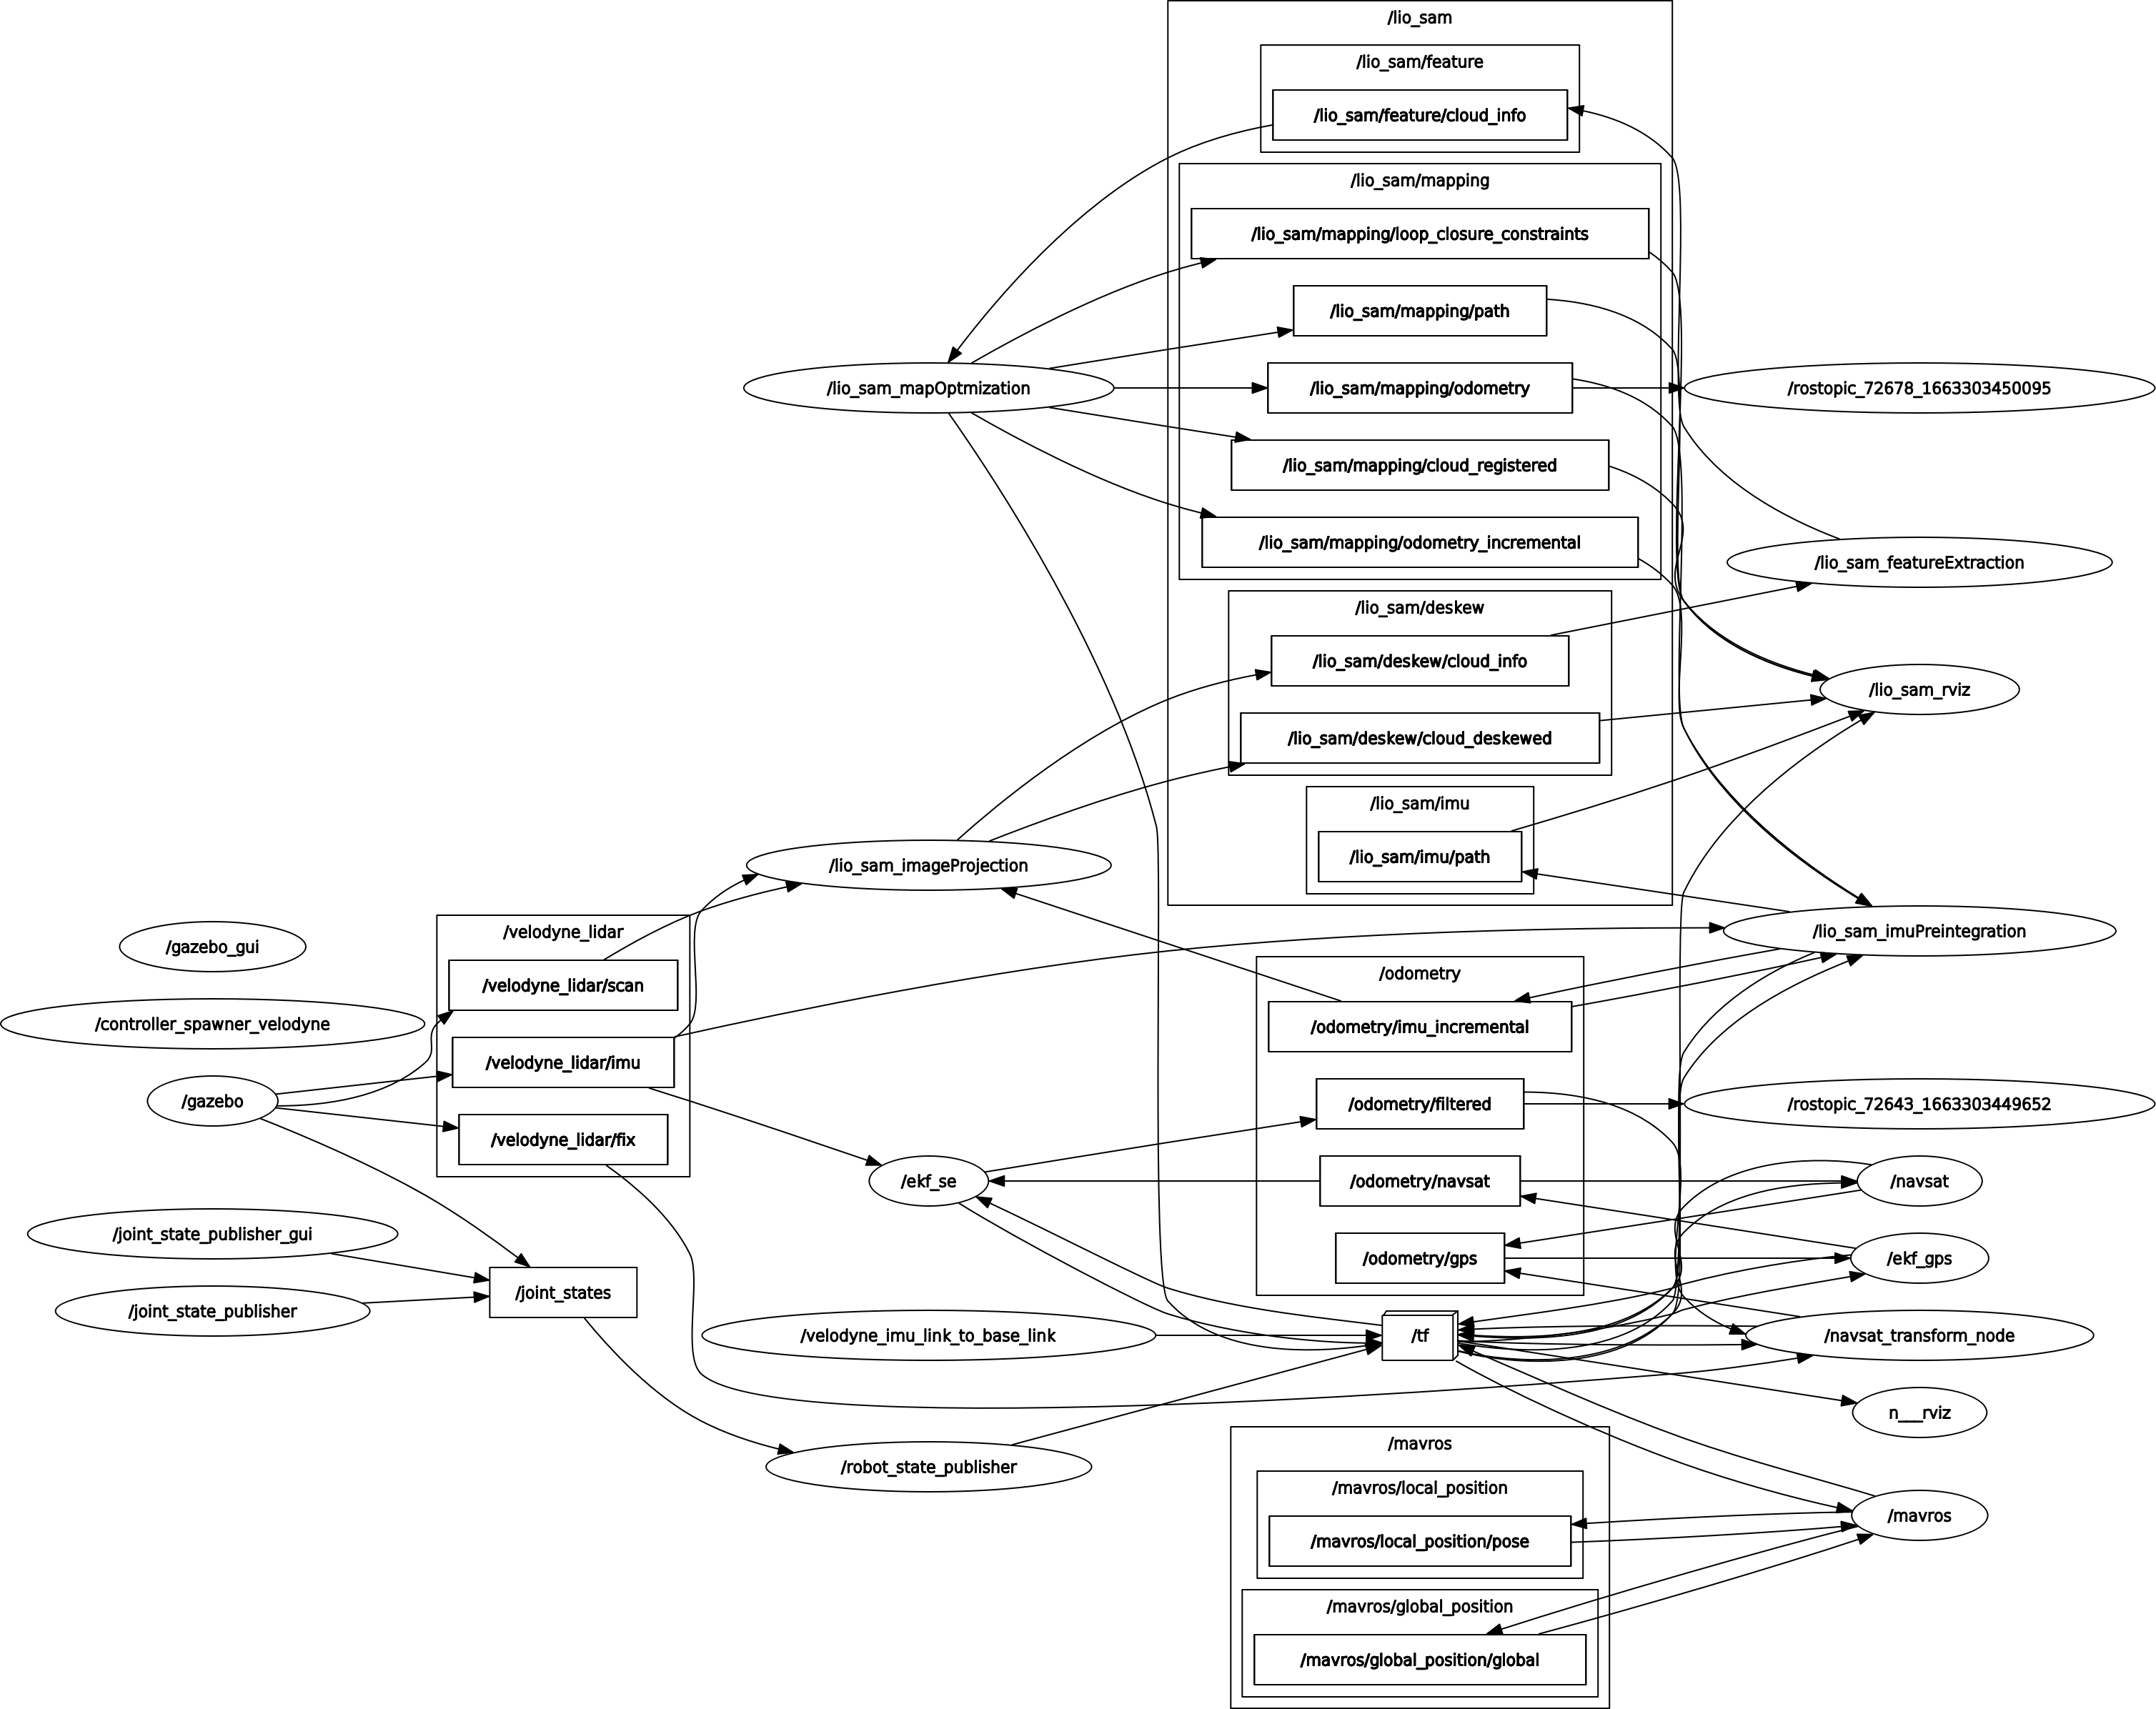 /lio_sam
/lio_sam/feature
/lio_sam/feature/cloud_info
/lio_sam/mapping
/lio_sam/mapping/loop_closure_constraints
/lio_sam/mapping/path
/lio_sam_mapOptmization
/lio_sam/mapping/odometry
/rostopic_72678_1663303450095
/lio_sam/mapping/cloud_registered
/lio_sam/mapping/odometry_incremental
/lio_sam_featureExtraction
/lio_sam/deskew
/lio_sam/deskew/cloud_info
/lio_sam_rviz
/lio_sam/deskew/cloud_deskewed
/lio_sam/imu
/lio_sam/imu/path
/lio_sam_imageProjection
/lio_sam_imuPreintegration
/gazebo_gui
/velodyne_lidar
/velodyne_lidar/scan
/odometry
/controller_spawner_velodyne
/odometry/imu_incremental
/velodyne_lidar/imu
/gazebo
/odometry/filtered
/rostopic_72643_1663303449652
/velodyne_lidar/fix
/ekf_se
/odometry/navsat
/navsat
/joint_state_publisher_gui
/odometry/gps
/ekf_gps
/joint_states
/joint_state_publisher
/velodyne_imu_link_to_base_link
/tf
/navsat_transform_node
n___rviz
/robot_state_publisher
/mavros
/mavros/local_position
/mavros/local_position/pose
/mavros
/mavros/global_position
/mavros/global_position/global